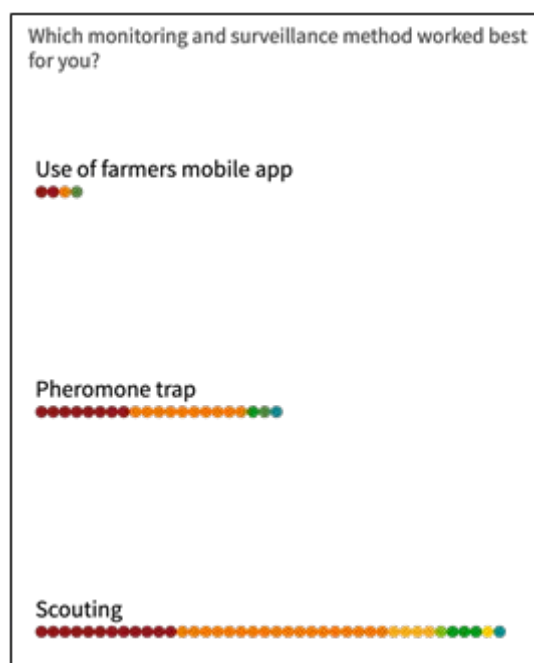 Which monitoring and surveillance method worked best
for you?
Use of farmers mobile app
Pheromone trap
Scouting